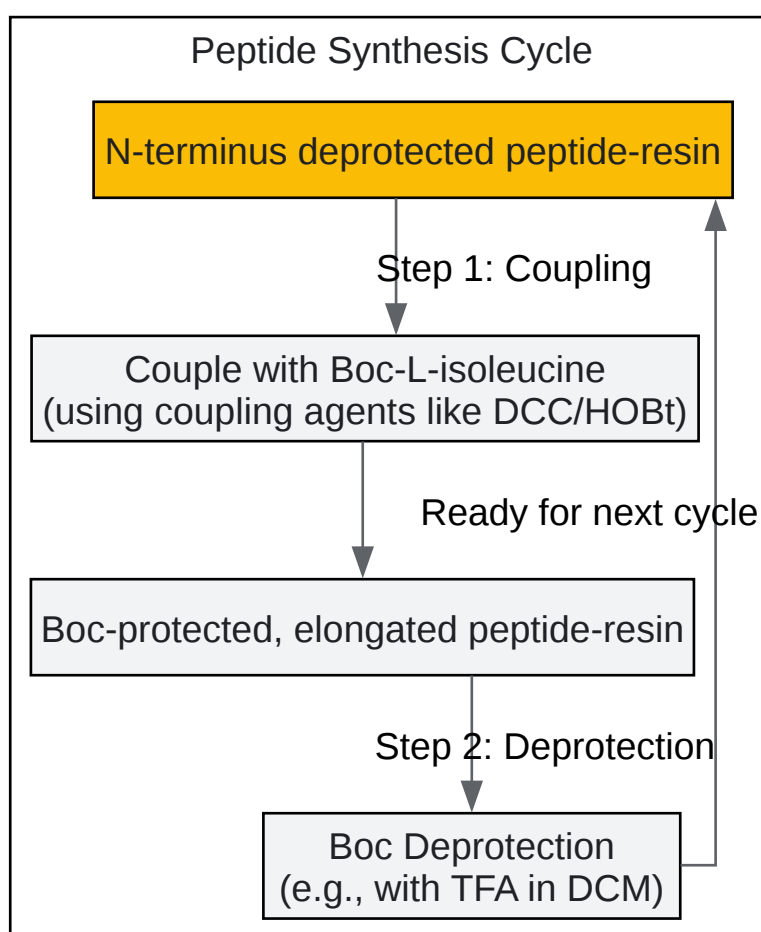 Peptide Synthesis Cycle
N-terminus deprotected peptide-resin
Step 1: Coupling
Couple with Boc-L-isoleucine
(using coupling agents like DCC/HOBt)
Ready for next cycle
Boc-protected, elongated peptide-resin
Step 2: Deprotection
Boc Deprotection
(e.g., with TFA in DCM)